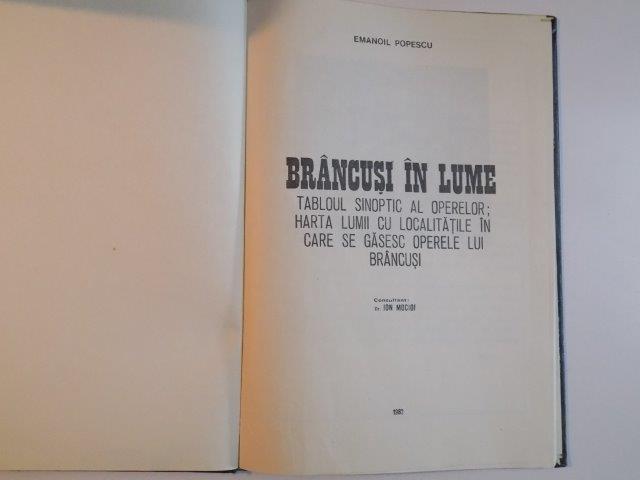 EMANOIL POPESCU
BRÂNCUȘI ÎN LUME
TABLOUL SINOPTIC AL OPERELOR;
HARTA LUMII CU LOCALITĂȚILE ÎN
CARE SE GĂSESC OPERELE LUI
BRÂNCUȘI
Consultant:
Dr. ION MOCIOI